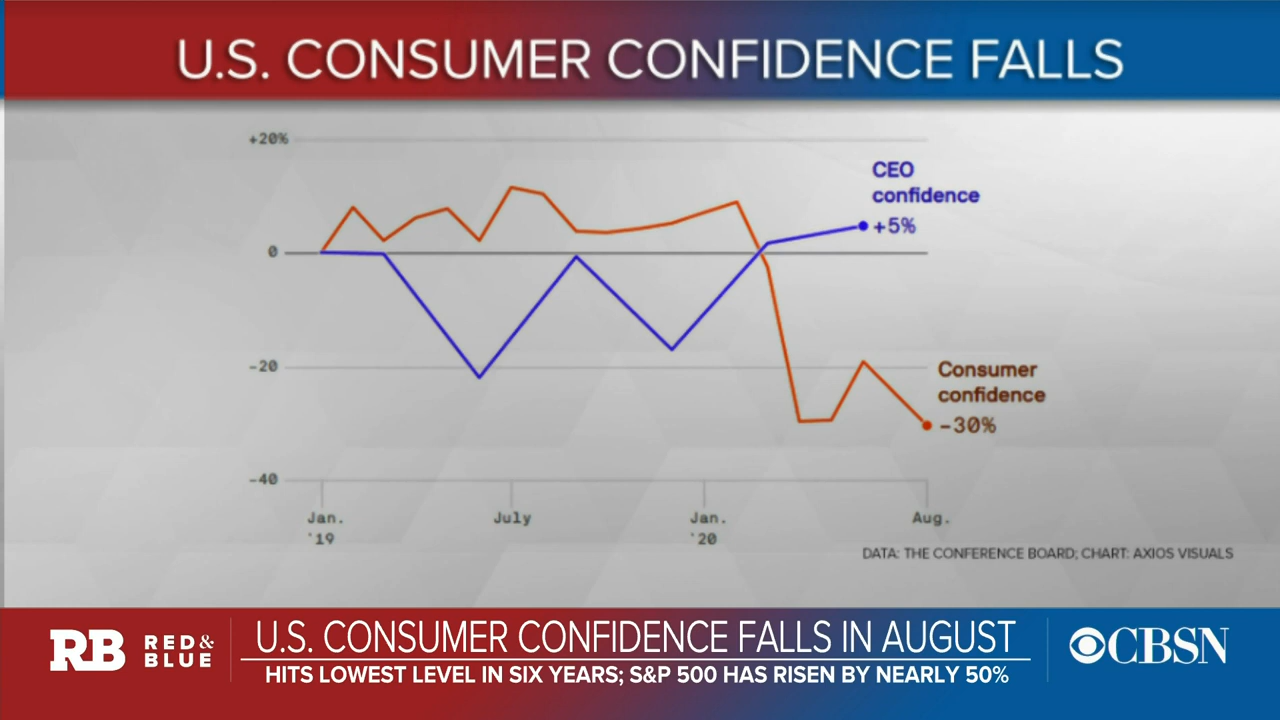 U.S. CONSUMER CONFIDENCE FALLS
+20%
0
-20
-40
CEO
confidence
+5%
Consumer
confidence
-30%
Jan.
'19
July
Jan.
'20
Aug.
DATA: THE CONFERENCE BOARD; CHART: AXIOS VISUALS
RB RED&
BLUE
U.S. CONSUMER CONFIDENCE FALLS IN AUGUST
HITS LOWEST LEVEL IN SIX YEARS; S&P 500 HAS RISEN BY NEARLY 50%
CBSN